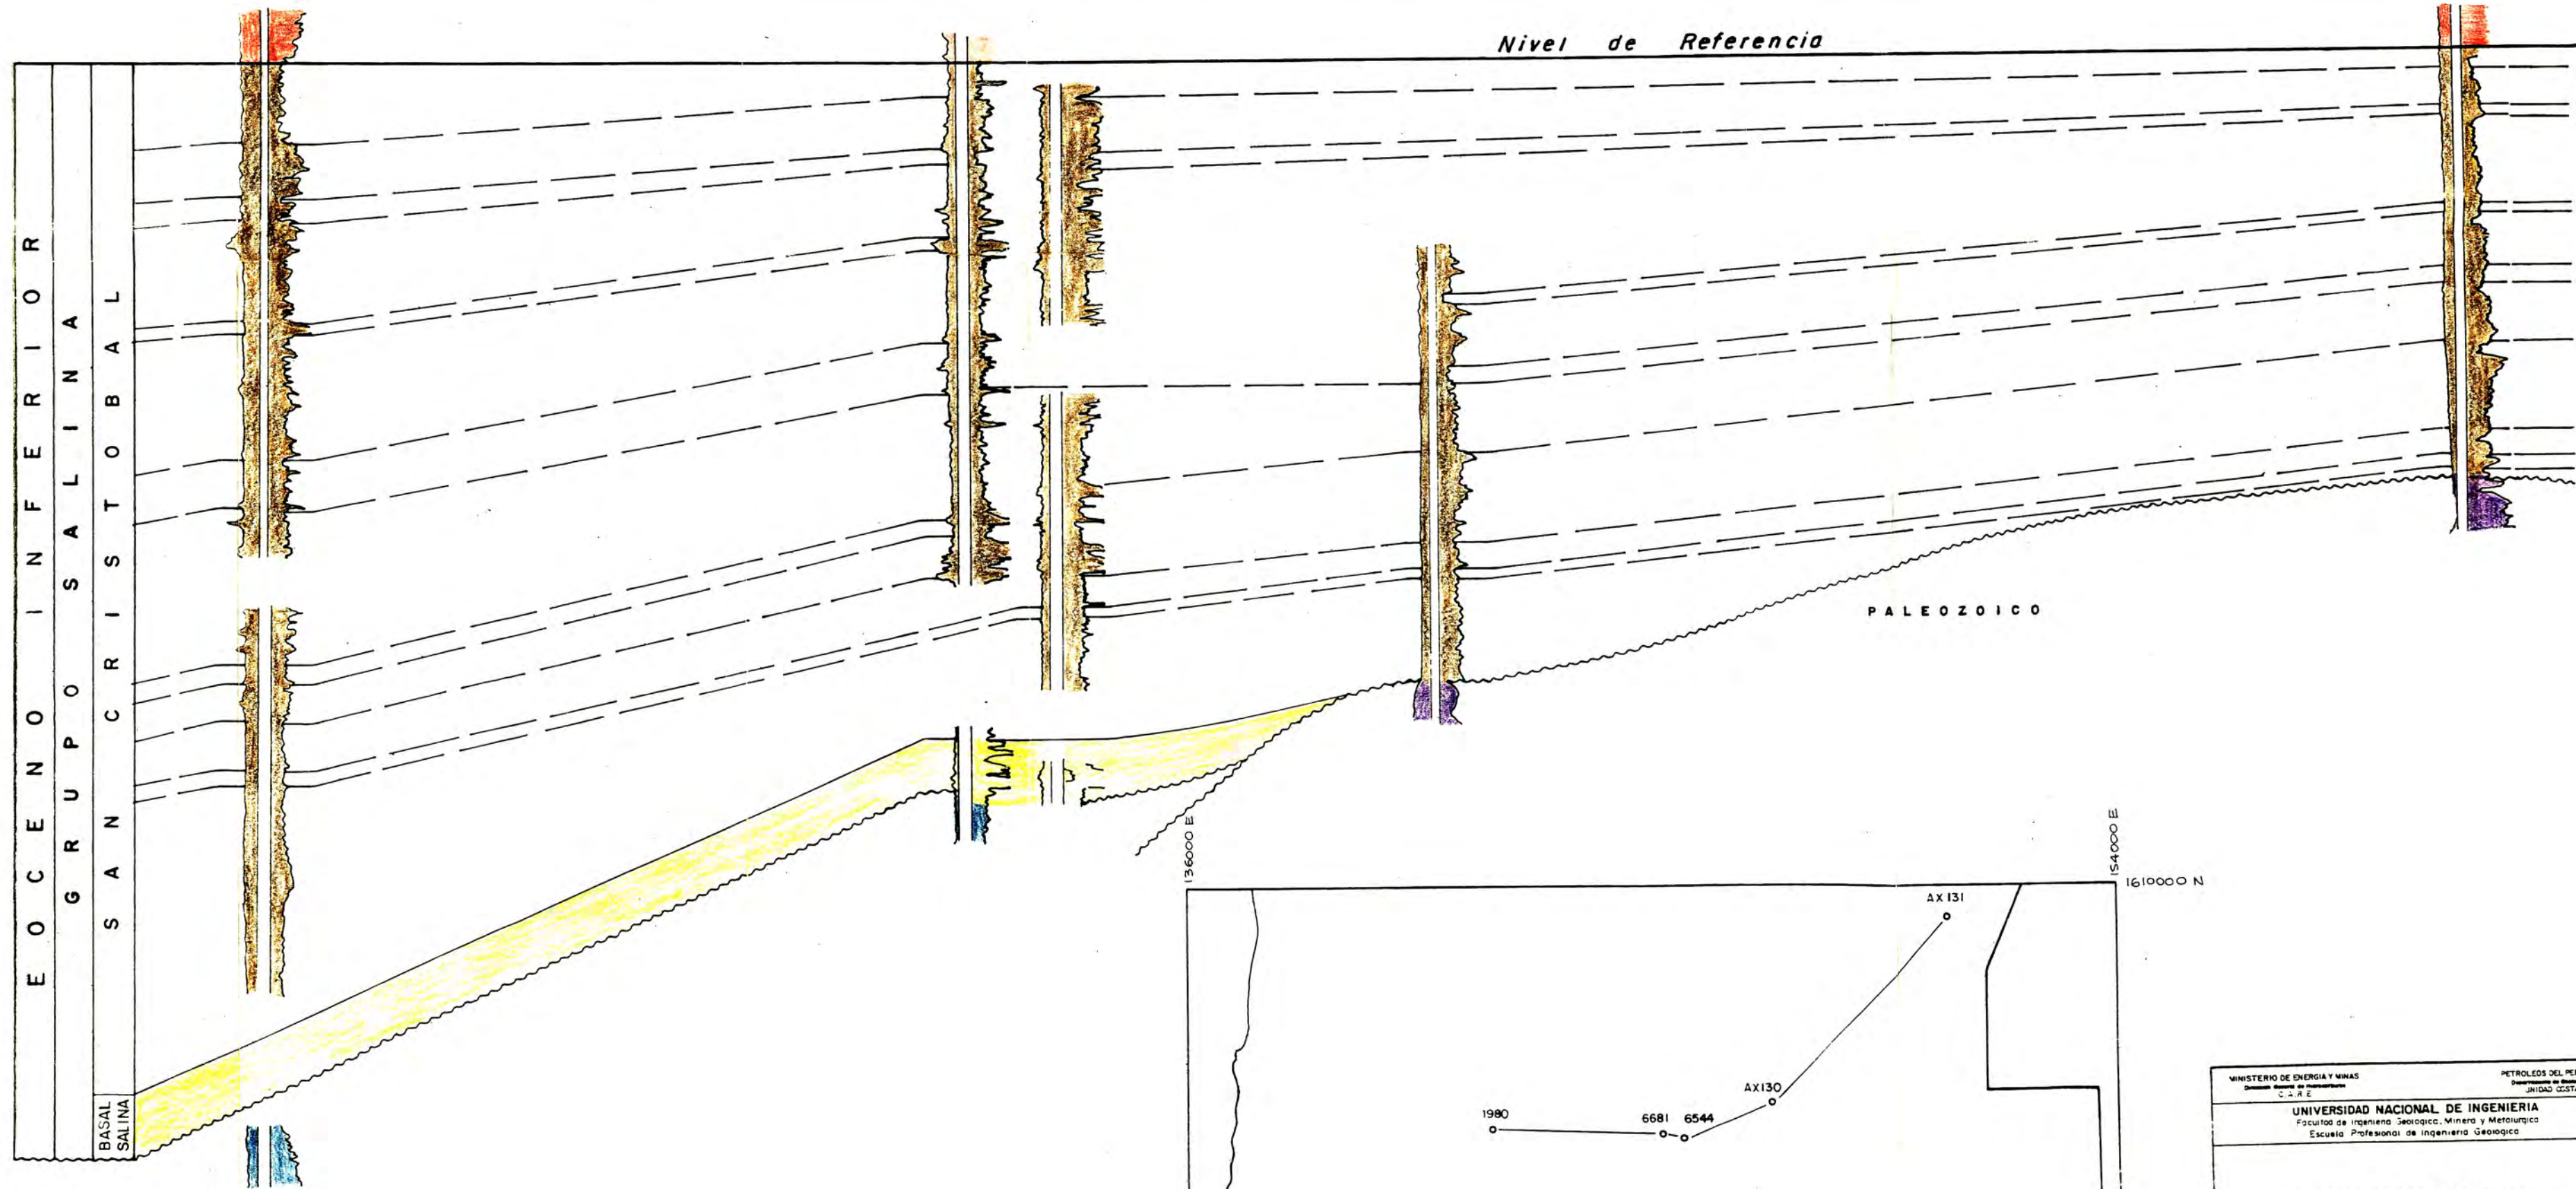 Nivel de Referencia
EOCENO INFERIOR
GRUPO SALINA
SAN CRISTOBAL
BASAL
SALINA
PALEOZOICO
136000 E
154000 E
1610000 N
AX 131
AX130
1980
6681
6544
MINISTERIO DE ENERGIA Y MINAS
C.A.R.E
PETROLEOS DEL PE
UNIDAD COST
UNIVERSIDAD NACIONAL DE INGENIERIA
Facultad de Ingenieria Geologica, Minera y Metalurgica
Escuela Profesional de Ingenieria Geologica